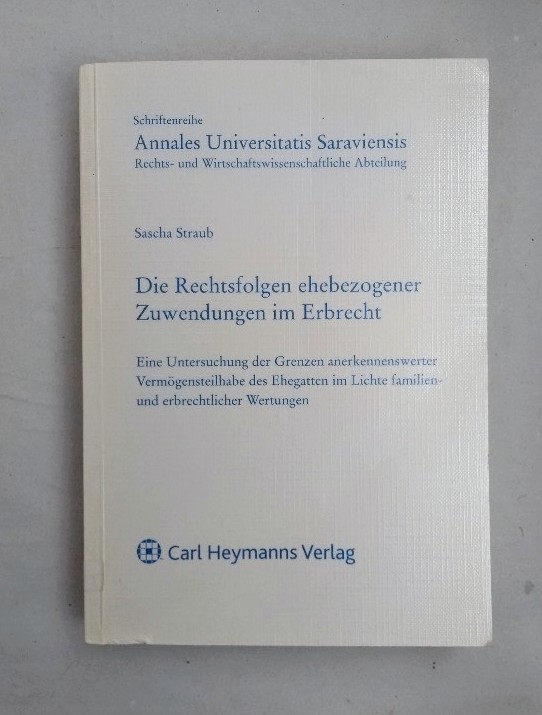 Schriftenreihe
Annales Universitatis Saraviensis
Rechts- und Wirtschaftswissenschaftliche Abteilung
Sascha Straub
Die Rechtsfolgen ehebezogener
Zuwendungen im Erbrecht
Eine Untersuchung der Grenzen anerkennenswerter
Vermögensteilhabe des Ehegatten im Lichte familien-
und erbrechtlicher Wertungen
Carl Heymanns Verlag